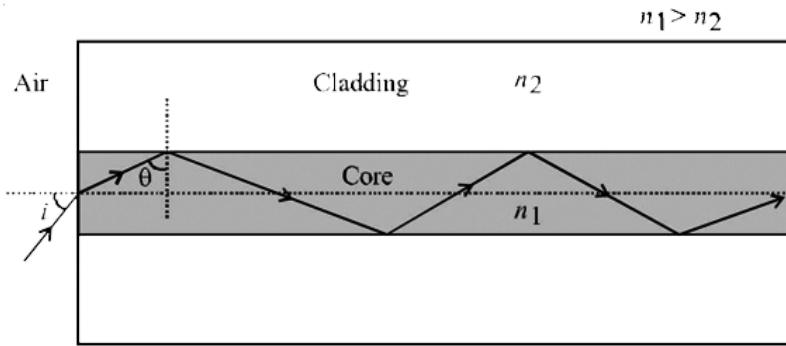 n1 > n2
Air
Cladding
n2
θ
Core
i
n1